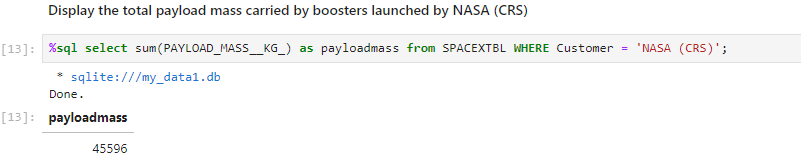 Display the total payload mass carried by boosters launched by NASA (CRS)
[13]: %sql select sum(PAYLOAD_MASS__KG_) as payloadmass from SPACEXTBL WHERE Customer = 'NASA (CRS)';
* sqlite:///my_data1.db
Done.
[13]: payloadmass
45596